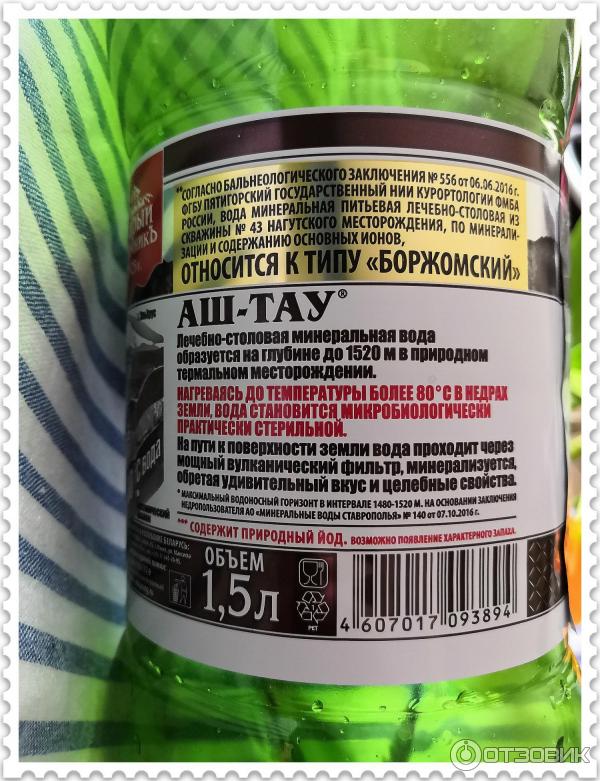 **СОГЛАСНО БАЛЬНЕОЛОГИЧЕСКОГО ЗАКЛЮЧЕНИЯ № 556 от 06.06.2016 г.
ФГБУ ПЯТИГОРСКИЙ ГОСУДАРСТВЕННЫЙ НИИ КУРОРТОЛОГИИ ФМБА
РОССИИ, ВОДА МИНЕРАЛЬНАЯ ПИТЬЕВАЯ ЛЕЧЕБНО-СТОЛОВАЯ ИЗ
СКВАЖИНЫ № 43 НАГУТСКОГО МЕСТОРОЖДЕНИЯ, ПО МИНЕРАЛИ-
ЗАЦИИ И СОДЕРЖАНИЮ ОСНОВНЫХ ИОНОВ,
ОТНОСИТСЯ К ТИПУ «БОРЖОМСКИЙ»
АШ-ТАУ®
Лечебно-столовая минеральная вода
образуется на глубине до 1520 м в природном
термальном месторождении.
НАГРЕВАЯСЬ ДО ТЕМПЕРАТУРЫ БОЛЕЕ 80°С В НЕДРАХ
ЗЕМЛИ, ВОДА СТАНОВИТСЯ МИКРОБИОЛОГИЧЕСКИ
ПРАКТИЧЕСКИ СТЕРИЛЬНОЙ.
На пути к поверхности земли вода проходит через
мощный вулканический фильтр, минерализуется,
обретая удивительный вкус и целебные свойства.
* МАКСИМАЛЬНЫЙ ВОДОНОСНЫЙ ГОРИЗОНТ В ИНТЕРВАЛЕ 1480-1520 М. НА ОСНОВАНИИ ЗАКЛЮЧЕНИЯ
НЕДРОПОЛЬЗОВАТЕЛЯ АО «МИНЕРАЛЬНЫЕ ВОДЫ СТАВРОПОЛЬЯ» № 140 от 07.10.2016 г.
*** СОДЕРЖИТ ПРИРОДНЫЙ ЙОД. ВОЗМОЖНО ПОЯВЛЕНИЕ ХАРАКТЕРНОГО ЗАПАХА.
ОБЪЕМ
1,5л
1
PET
4 607017 093894
вода
БЕЛАРУСЬ:
ОТЗОВИК